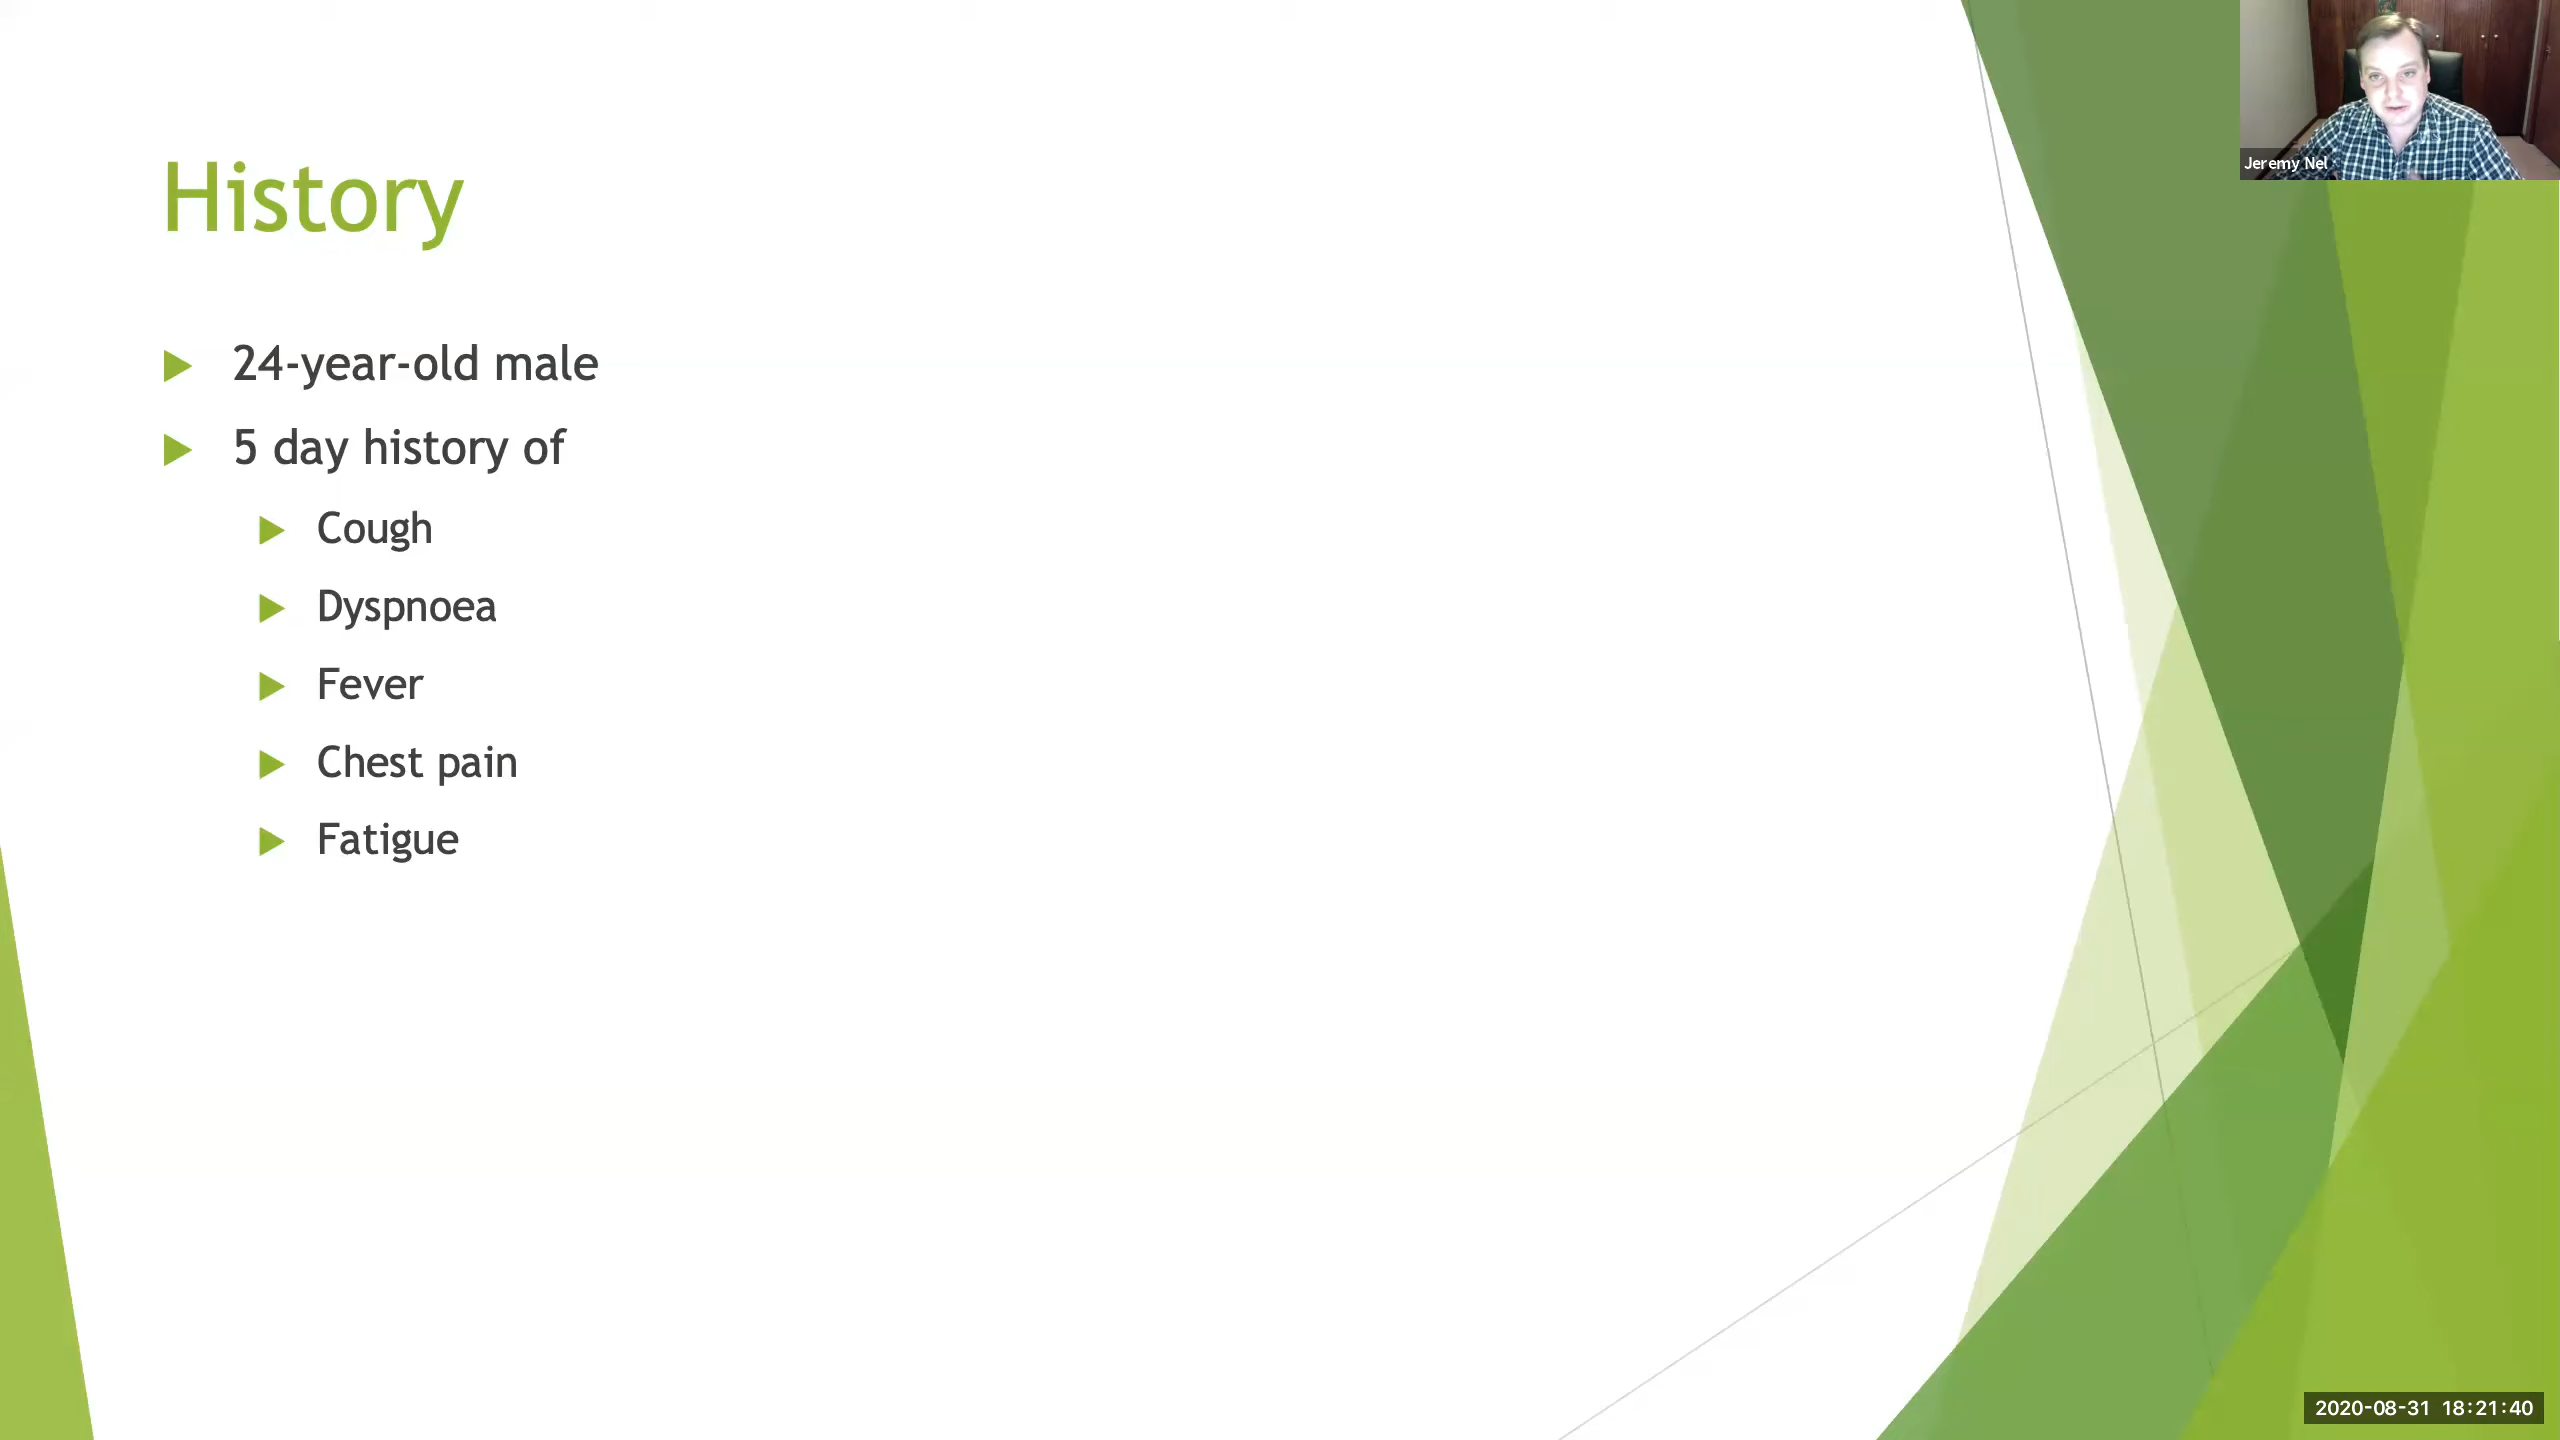 Jeremy Nel
History
24-year-old male
5 day history of
Cough
Dyspnoea
Fever
Chest pain
Fatigue
2020-08-31 18:21:40